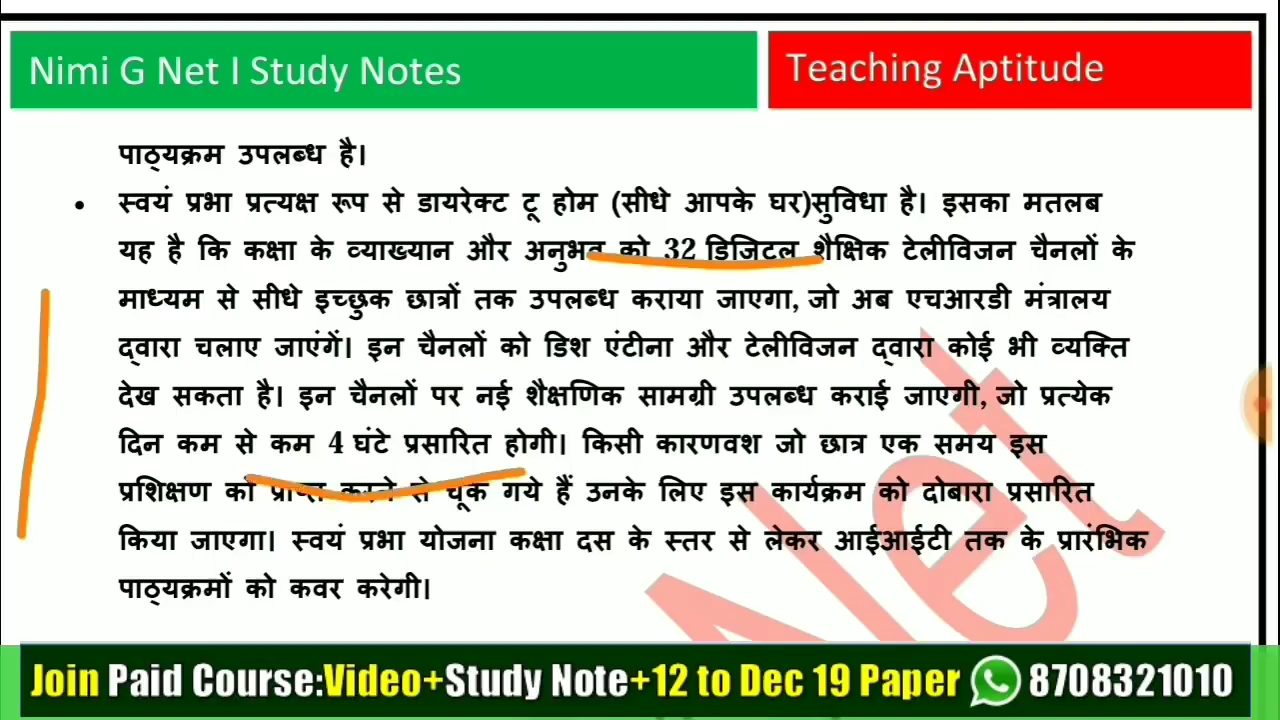 Nimi G Net I Study Notes
Teaching Aptitude
पाठ्यक्रम उपलब्ध है।
• स्वयं प्रभा प्रत्यक्ष रूप से डायरेक्ट टू होम (सीधे आपके घर)सुविधा है। इसका मतलब
यह है कि कक्षा के व्याख्यान और अनुभव को 32 डिजिटल शैक्षिक टेलीविजन चैनलों के
माध्यम से सीधे इच्छुक छात्रों तक उपलब्ध कराया जाएगा, जो अब एचआरडी मंत्रालय
द्वारा चलाए जाएंगें। इन चैनलों को डिश एंटीना और टेलीविजन द्वारा कोई भी व्यक्ति
देख सकता है। इन चैनलों पर नई शैक्षणिक सामग्री उपलब्ध कराई जाएगी, जो प्रत्येक
दिन कम से कम 4 घंटे प्रसारित होगी। किसी कारणवश जो छात्र एक समय इस
प्रशिक्षण को प्राप्त करने से चूक गये हैं उनके लिए इस कार्यक्रम को दोबारा प्रसारित
किया जाएगा। स्वयं प्रभा योजना कक्षा दस के स्तर से लेकर आईआईटी तक के प्रारंभिक
पाठ्यक्रमों को कवर करेगी।
Net
Join Paid Course:Video+Study Note+12 to Dec 19 Paper 8708321010